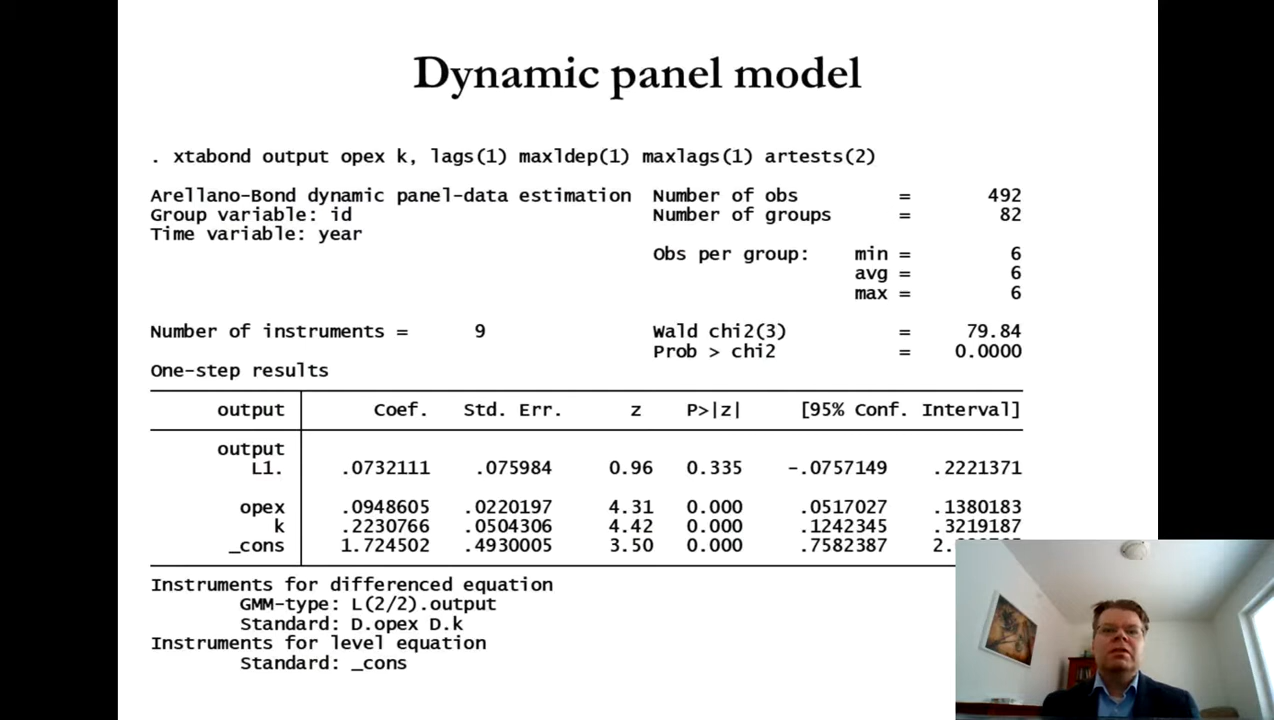 Dynamic panel model
. xtabond output opex k, lags(1) maxldep(1) maxlags(1) artests(2)
Arellano-Bond dynamic panel-data estimation Number of obs = 492
Group variable: id Number of groups = 82
Time variable: year
Obs per group: min = 6
avg = 6
max = 6
Number of instruments = 9 Wald chi2(3) = 79.84
Prob > chi2 = 0.0000
One-step results
output Coef. Std. Err. z P>|z| [95% Conf. Interval]
output
L1. .0732111 .075984 0.96 0.335 -.0757149 .2221371
opex .0948605 .0220197 4.31 0.000 .0517027 .1380183
k .2230766 .0504306 4.42 0.000 .1242345 .3219187
_cons 1.724502 .4930005 3.50 0.000 .7582387
Instruments for differenced equation
GMM-type: L(2/2).output
Standard: D.opex D.k
Instruments for level equation
Standard: _cons